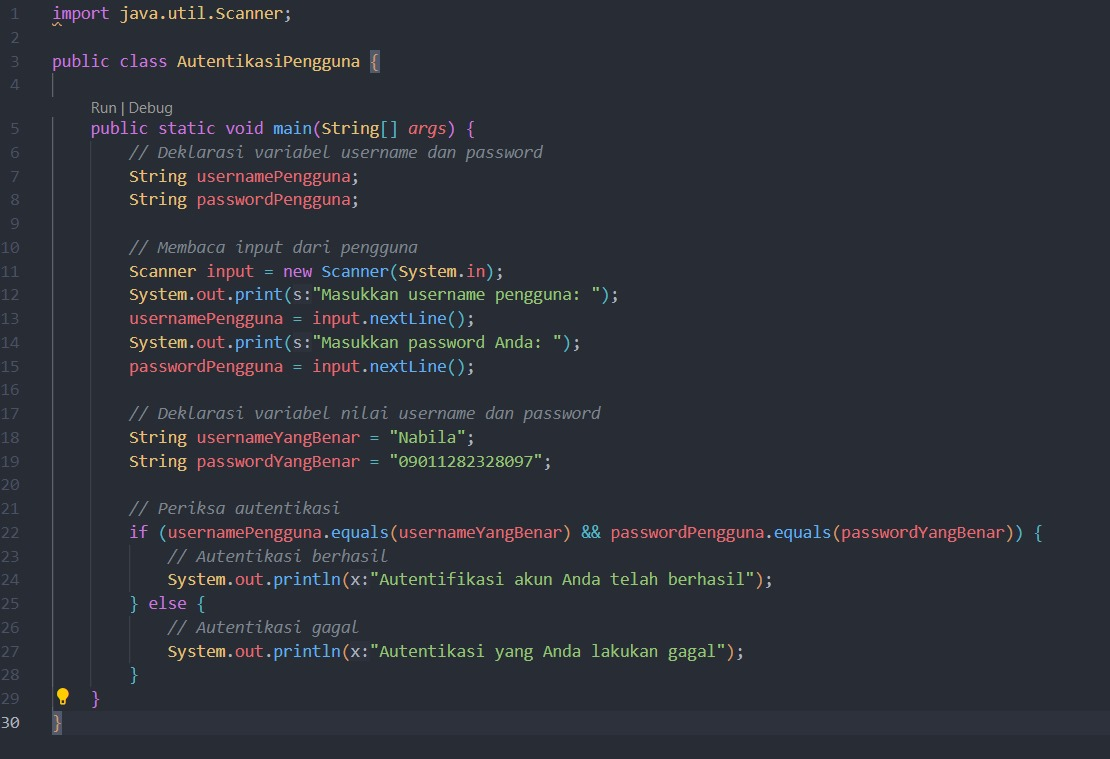 1 import java.util.Scanner;
2
3 public class AutentikasiPengguna {
4
Run | Debug
5 public static void main(String[] args) {
6 // Deklarasi variabel username dan password
7 String usernamePengguna;
8 String passwordPengguna;
9
10 // Membaca input dari pengguna
11 Scanner input = new Scanner(System.in);
12 System.out.print(s:"Masukkan username pengguna: ");
13 usernamePengguna = input.nextLine();
14 System.out.print(s:"Masukkan password Anda: ");
15 passwordPengguna = input.nextLine();
16
17 // Deklarasi variabel nilai username dan password
18 String usernameYangBenar = "Nabila";
19 String passwordYangBenar = "09011282328097";
20
21 // Periksa autentikasi
22 if (usernamePengguna.equals(usernameYangBenar) && passwordPengguna.equals(passwordYangBenar)) {
23 // Autentikasi berhasil
24 System.out.println(x:"Autentifikasi akun Anda telah berhasil");
25 } else {
26 // Autentikasi gagal
27 System.out.println(x:"Autentikasi yang Anda lakukan gagal");
28 }
29 }
30 }